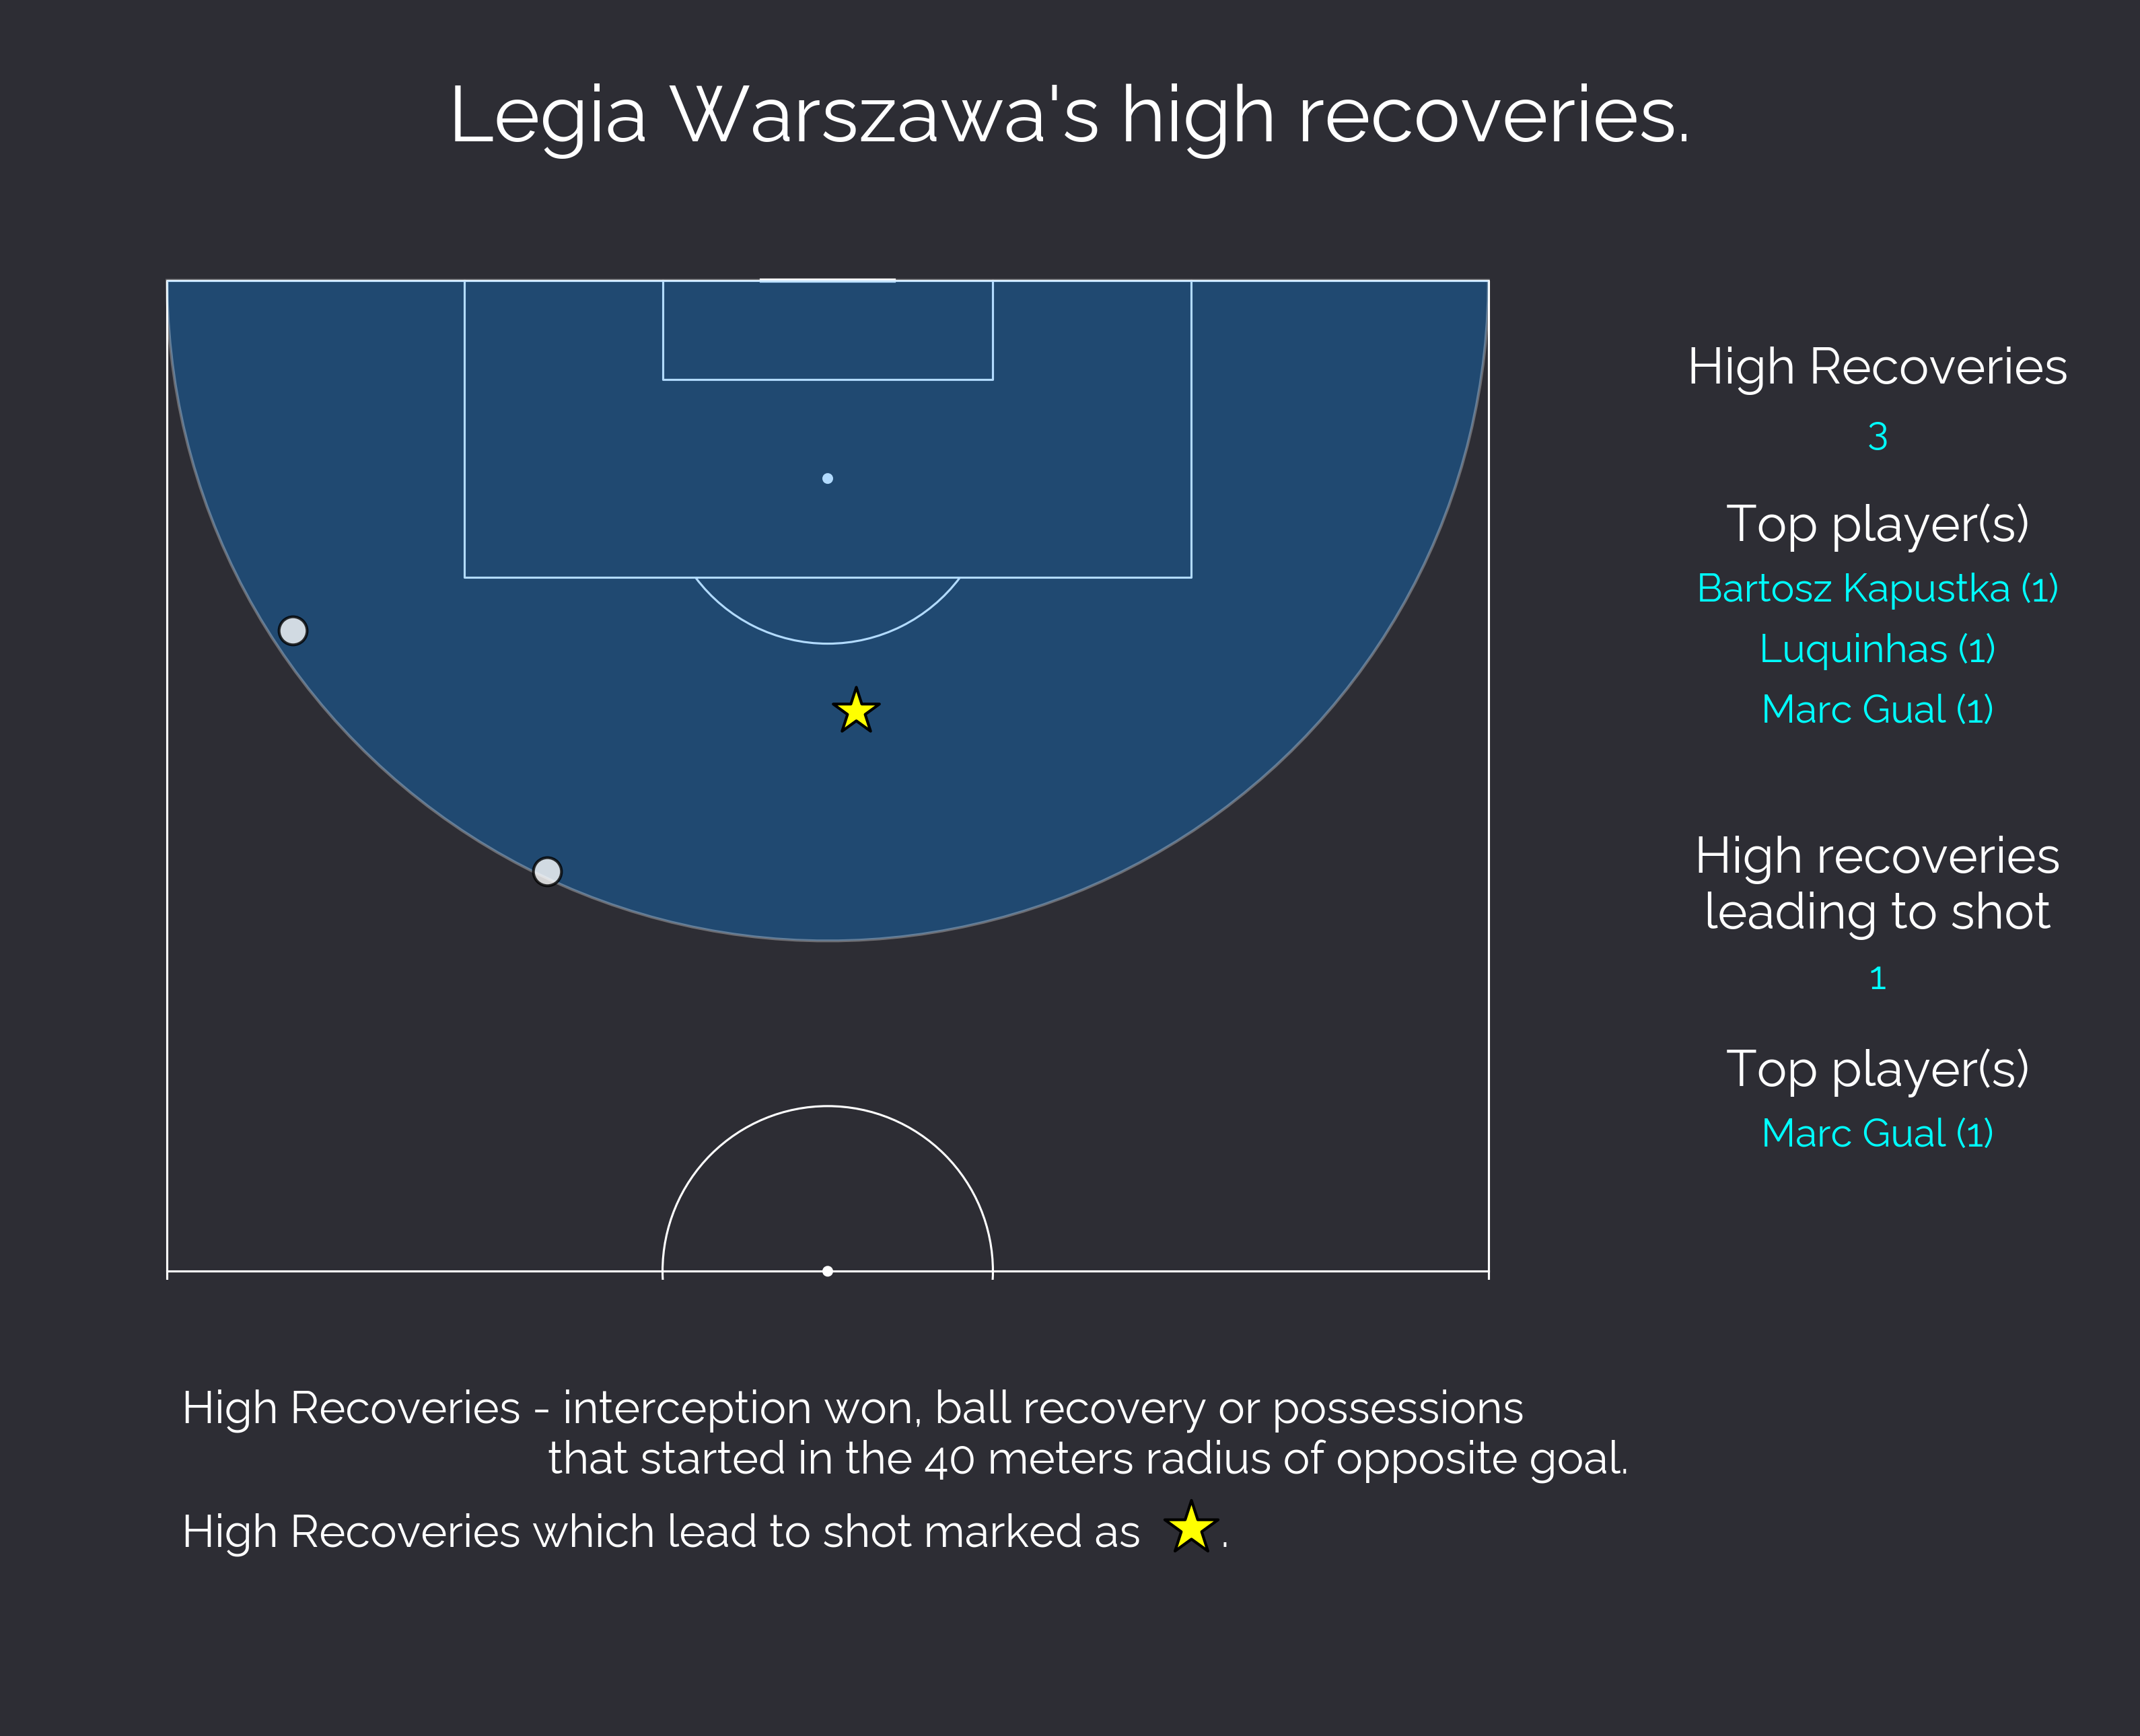 Legia Warszawa's high recoveries.
High Recoveries
3
Top player(s)
Bartosz Kapustka (1)
Luquinhas (1)
Marc Gual (1)
High recoveries
leading to shot
1
Top player(s)
Marc Gual (1)
High Recoveries - interception won, ball recovery or possessions
that started in the 40 meters radius of opposite goal.
High Recoveries which lead to shot marked as .